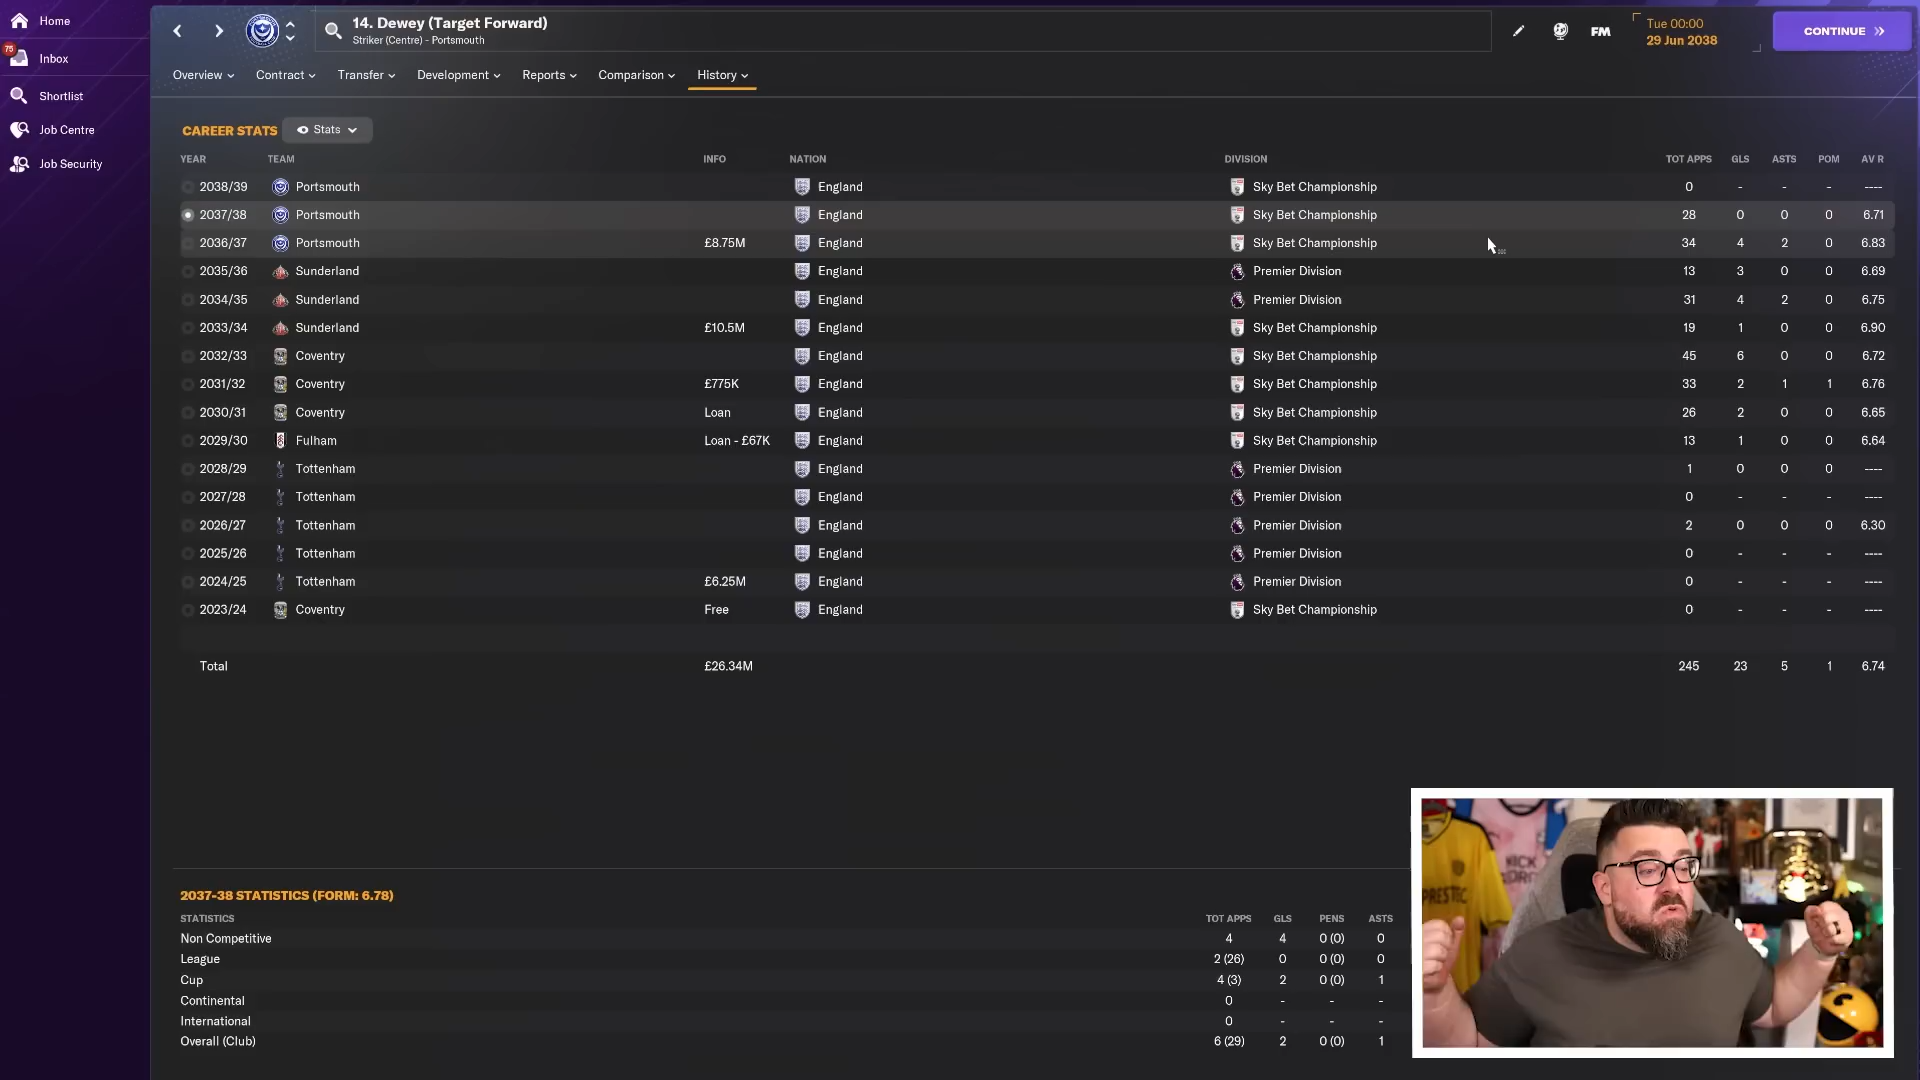 Home
75
Inbox
Shortlist
Job Centre
Job Security
14. Dewey (Target Forward)
Striker (Centre) - Portsmouth
FM
Tue 00:00
29 Jun 2038
CONTINUE
Overview Contract Transfer Development Reports Comparison History
CAREER STATS Stats
YEAR TEAM INFO NATION DIVISION TOT APPS GLS ASTS POM AV R
2038/39 Portsmouth England Sky Bet Championship 0 - - - ----
2037/38 Portsmouth England Sky Bet Championship 28 0 0 0 6.71
2036/37 Portsmouth £8.75M England Sky Bet Championship 34 4 2 0 6.83
2035/36 Sunderland England Premier Division 13 3 0 0 6.69
2034/35 Sunderland England Premier Division 31 4 2 0 6.75
2033/34 Sunderland £10.5M England Sky Bet Championship 19 1 0 0 6.90
2032/33 Coventry England Sky Bet Championship 45 6 0 0 6.72
2031/32 Coventry £775K England Sky Bet Championship 33 2 1 1 6.76
2030/31 Coventry Loan England Sky Bet Championship 26 2 0 0 6.65
2029/30 Fulham Loan - £67K England Sky Bet Championship 13 1 0 0 6.64
2028/29 Tottenham England Premier Division 1 0 0 0 ----
2027/28 Tottenham England Premier Division 0 - - - ----
2026/27 Tottenham England Premier Division 2 0 0 0 6.30
2025/26 Tottenham England Premier Division 0 - - - ----
2024/25 Tottenham £6.25M England Premier Division 0 - - - ----
2023/24 Coventry Free England Sky Bet Championship 0 - - - ----
Total £26.34M 245 23 5 1 6.74
2037-38 STATISTICS (FORM: 6.78)
STATISTICS TOT APPS GLS PENS ASTS
Non Competitive 4 4 0 (0) 0
League 2 (26) 0 0 (0) 0
Cup 4 (3) 2 0 (0) 1
Continental 0 - - -
International 0 - - -
Overall (Club) 6 (29) 2 0 (0) 1